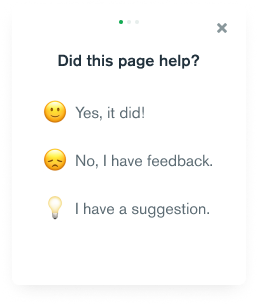 Did this page help?
Yes, it did!
No, I have feedback.
I have a suggestion.